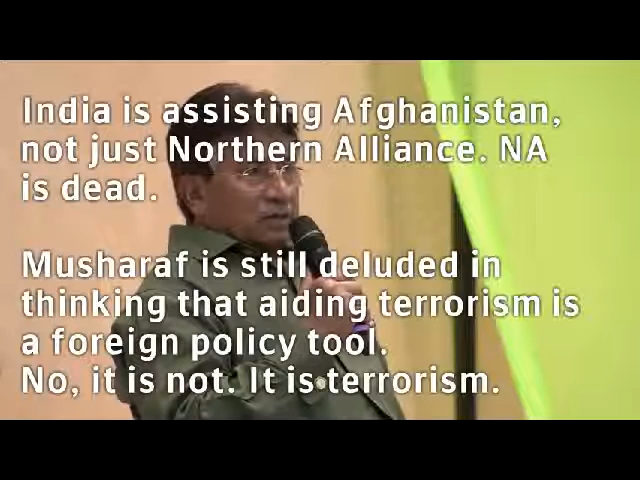 India is assisting Afghanistan,
not just Northern Alliance. NA
is dead.
Musharaf is still deluded in
thinking that aiding terrorism is
a foreign policy tool.
No, it is not. It is terrorism.